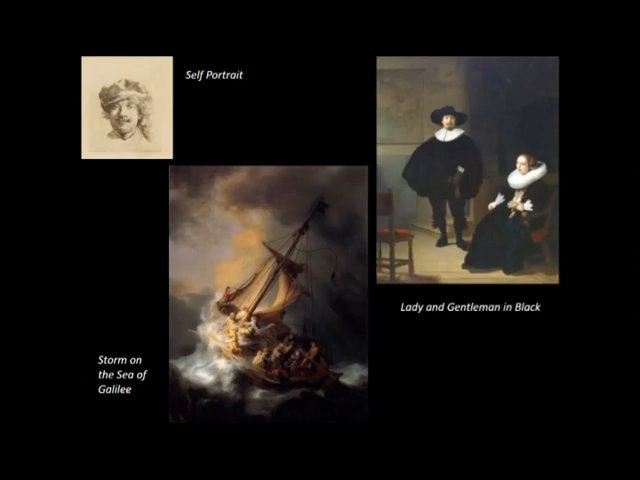 Self Portrait
Lady and Gentleman in Black
Storm on
the Sea of
Galilee